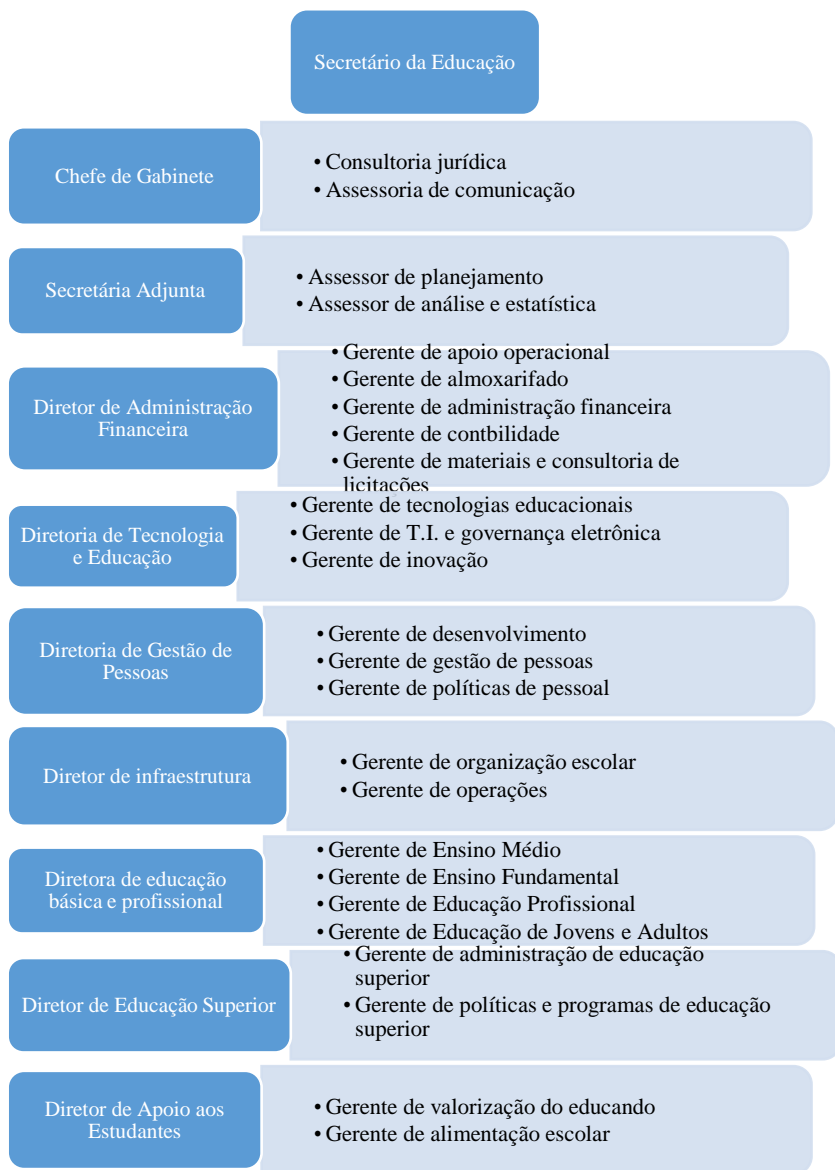 Secretário da Educação
Chefe de Gabinete
• Consultoria jurídica
• Assessoria de comunicação
Secretária Adjunta
• Assessor de planejamento
• Assessor de análise e estatística
Diretor de Administração
Financeira
• Gerente de apoio operacional
• Gerente de almoxarifado
• Gerente de administração financeira
• Gerente de contbilidade
• Gerente de materiais e consultoria de
licitações
Diretoria de Tecnologia
e Educação
• Gerente de tecnologias educacionais
• Gerente de T.I. e governança eletrônica
• Gerente de inovação
Diretoria de Gestão de
Pessoas
• Gerente de desenvolvimento
• Gerente de gestão de pessoas
• Gerente de políticas de pessoal
Diretor de infraestrutura
• Gerente de organização escolar
• Gerente de operações
Diretora de educação
básica e profissional
• Gerente de Ensino Médio
• Gerente de Ensino Fundamental
• Gerente de Educação Profissional
• Gerente de Educação de Jovens e Adultos
Diretor de Educação Superior
• Gerente de administração de educação
superior
• Gerente de políticas e programas de educação
superior
Diretor de Apoio aos
Estudantes
• Gerente de valorização do educando
• Gerente de alimentação escolar